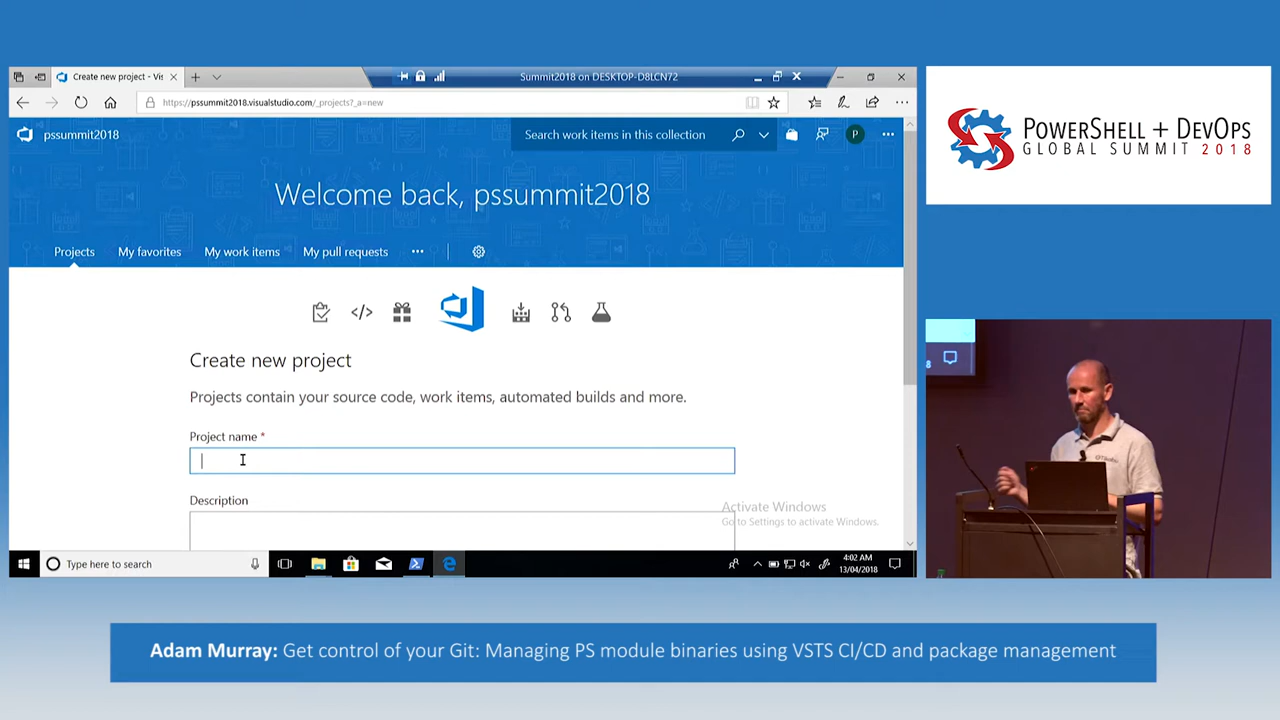 Create new project - Vis
Summit2018 on DESKTOP-D8LCN72
https://pssummit2018.visualstudio.com/_projects?_a=new
pssummit2018
Search work items in this collection
P
Welcome back, pssummit2018
Projects
My favorites
My work items
My pull requests
Create new project
Projects contain your source code, work items, automated builds and more.
Project name *
Description
Activate Windows
Go to Settings to activate Windows.
Type here to search
4:02 AM
13/04/2018
POWERSHELL + DEVOPS
GLOBAL SUMMIT 2018
Adam Murray: Get control of your Git: Managing PS module binaries using VSTS CI/CD and package management